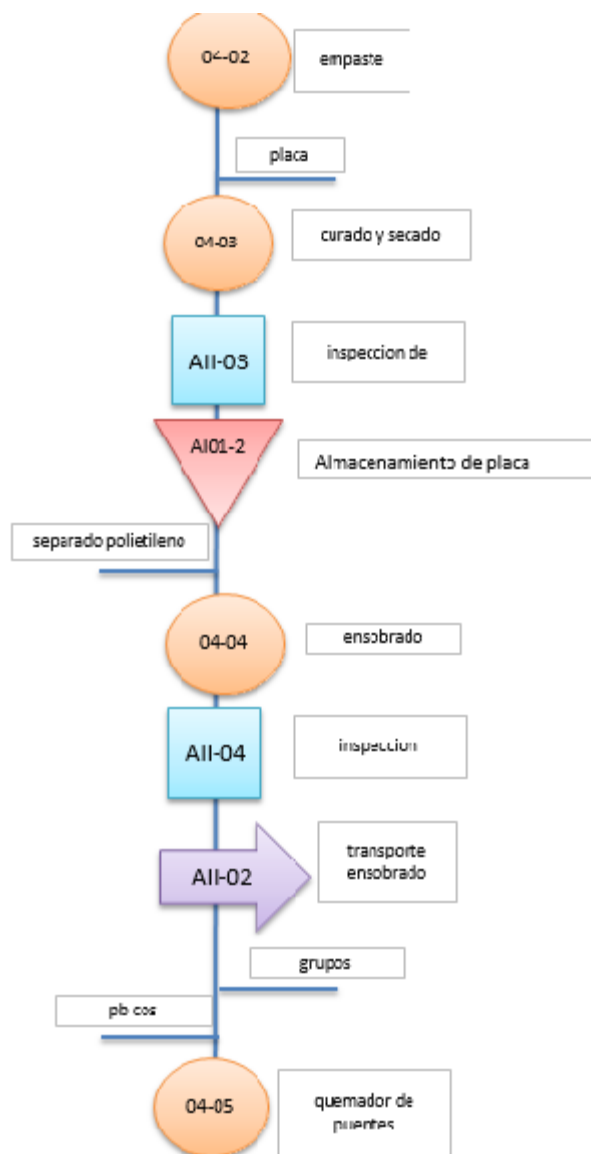 04-02
empaste
placa
04-03
curado y secado
AII-03
inspeccion de
AI01-2
Almacenamiento de placa
separado polietileno
04-04
ensobrado
AII-04
inspeccion
AII-02
transporte
ensobrado
grupos
pb cos
04-05
quemador de
puentes